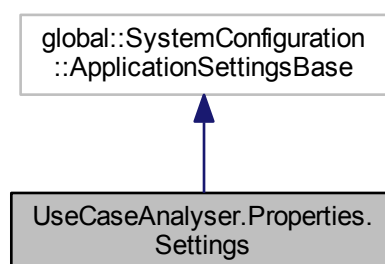 global::SystemConfiguration
::ApplicationSettingsBase
UseCaseAnalyser.Properties.
Settings